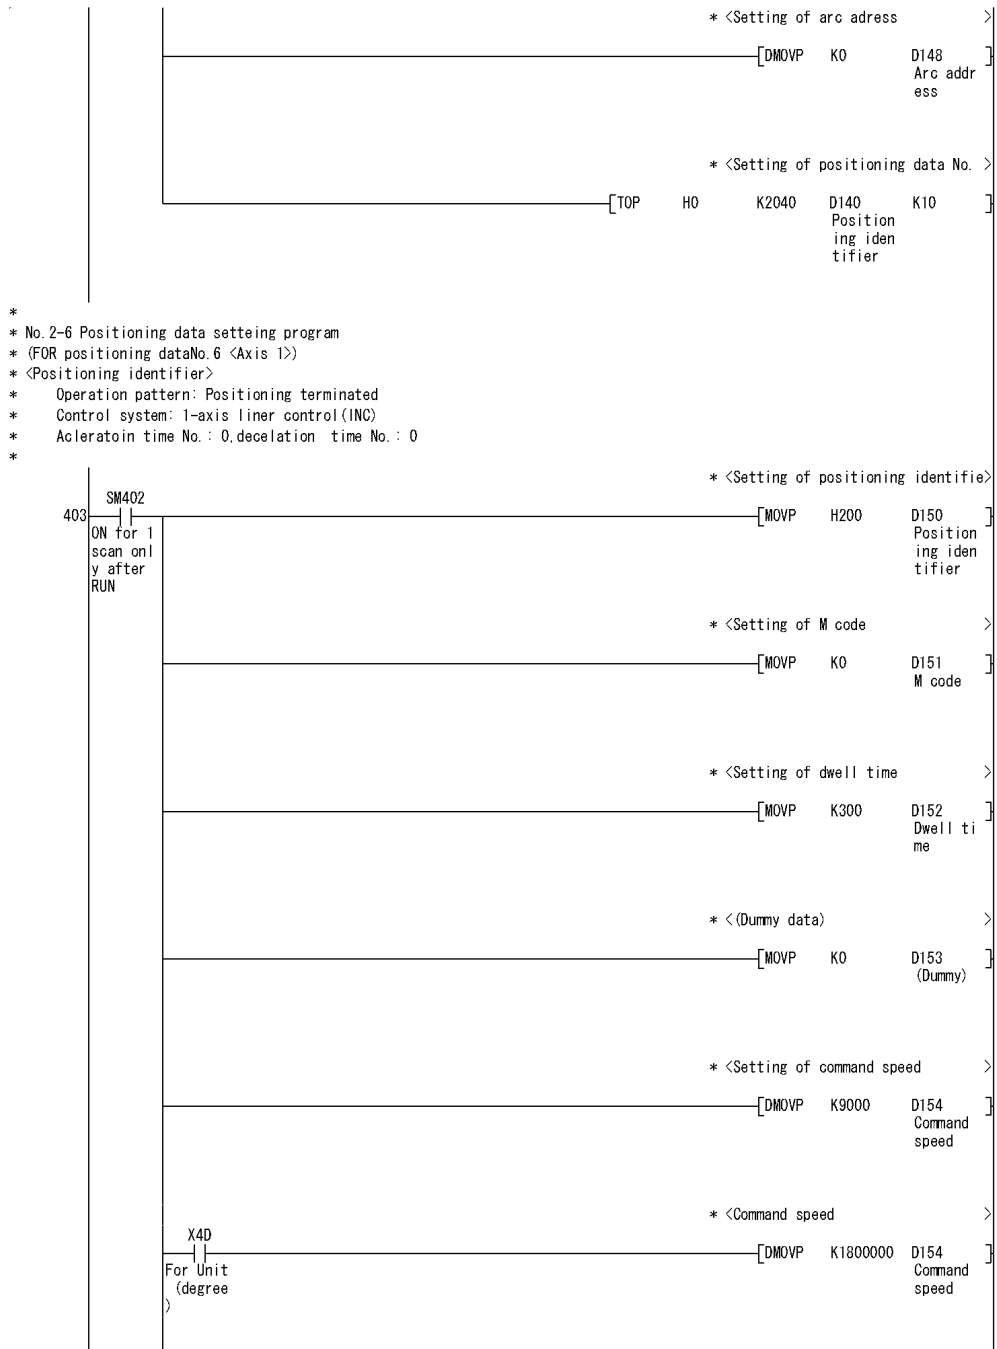 * <Setting of arc adress >
[DMOVP K0 D148 ]
Arc addr
ess
* <Setting of positioning data No. >
[TOP H0 K2040 D140 K10 ]
Position
ing iden
tifier
*
* No.2-6 Positioning data setteing program
* (FOR positioning dataNo.6 <Axis 1>)
* <Positioning identifier>
* Operation pattern: Positioning terminated
* Control system: 1-axis liner control(INC)
* Acleratoin time No.: 0,decelation time No.: 0
*
* <Setting of positioning identifie>
SM402
403
[MOVP H200 D150 ]
ON for 1
scan onl
y after
RUN
Position
ing iden
tifier
* <Setting of M code >
[MOVP K0 D151 ]
M code
* <Setting of dwell time >
[MOVP K300 D152 ]
Dwell ti
me
* <(Dummy data) >
[MOVP K0 D153 ]
(Dummy)
* <Setting of command speed >
[DMOVP K9000 D154 ]
Command
speed
* <Command speed >
X4D
[DMOVP K1800000 D154 ]
For Unit
(degree
)
Command
speed